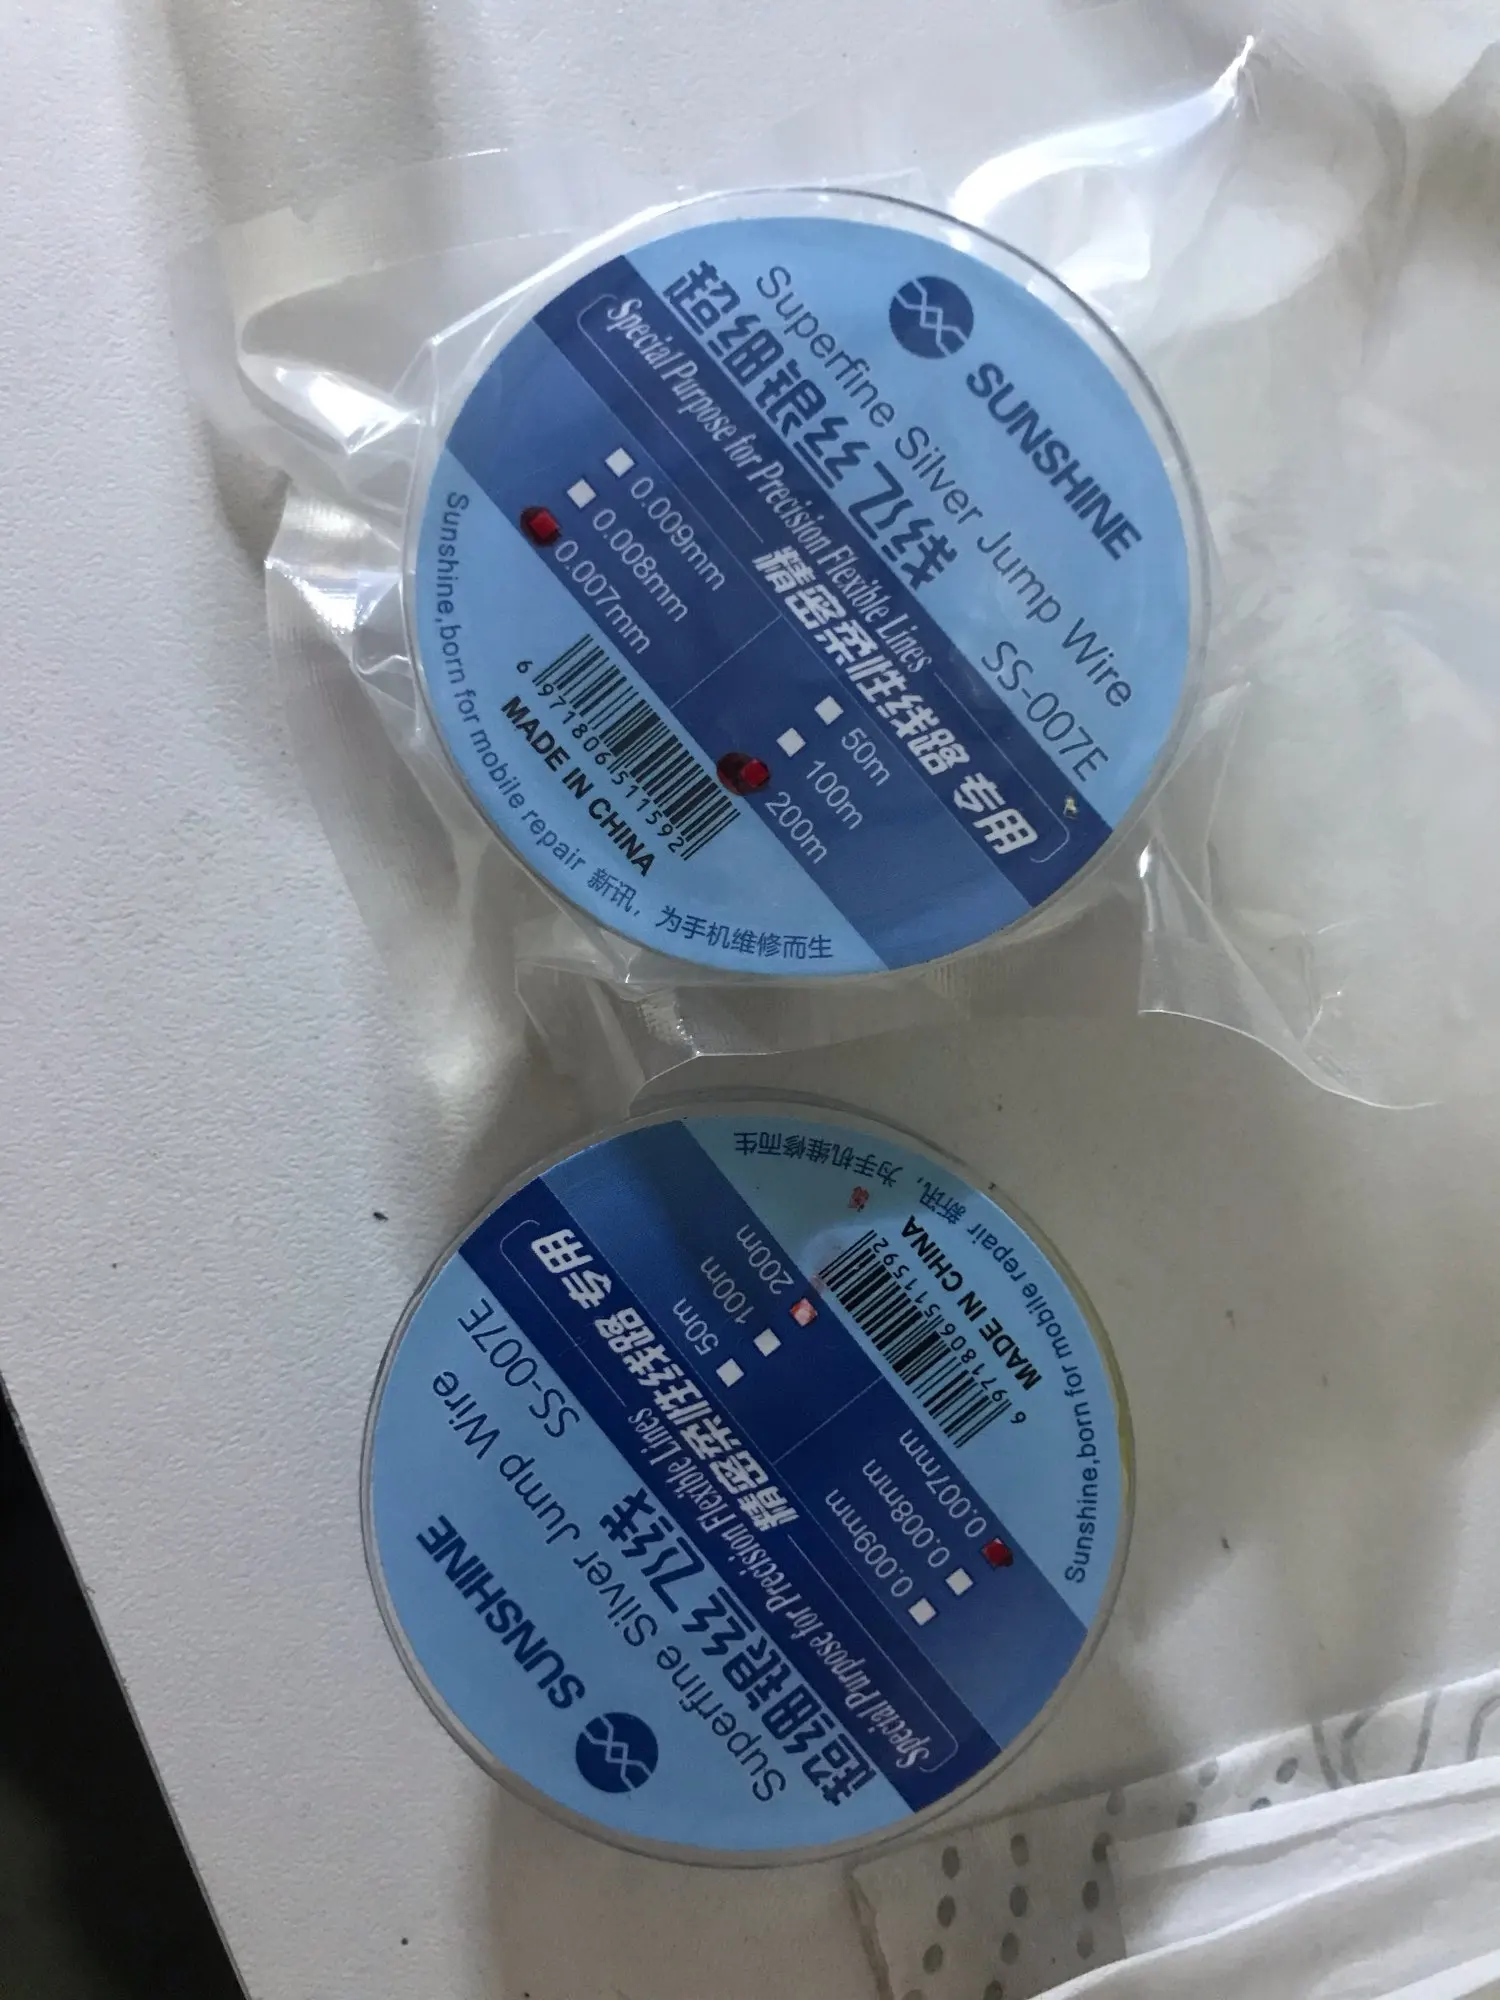 SUNSHINE
Superfine Silver Jump Wire
SS-007E
超细银丝飞线
Special Purpose for Precision Flexible Lines
精密柔性线路 专用
0.009mm
0.008mm
0.007mm
50m
100m
200m
6 971806 511592
MADE IN CHINA
Sunshine,born for mobile repair 新讯，为手机维修而生
SUNSHINE
Superfine Silver Jump Wire
SS-007E
超细银丝飞线
Special Purpose for Precision Flexible Lines
精密柔性线路 专用
0.009mm
0.008mm
0.007mm
50m
100m
200m
6 971806 511592
MADE IN CHINA
Sunshine,born for mobile repair 新讯，为手机维修而生